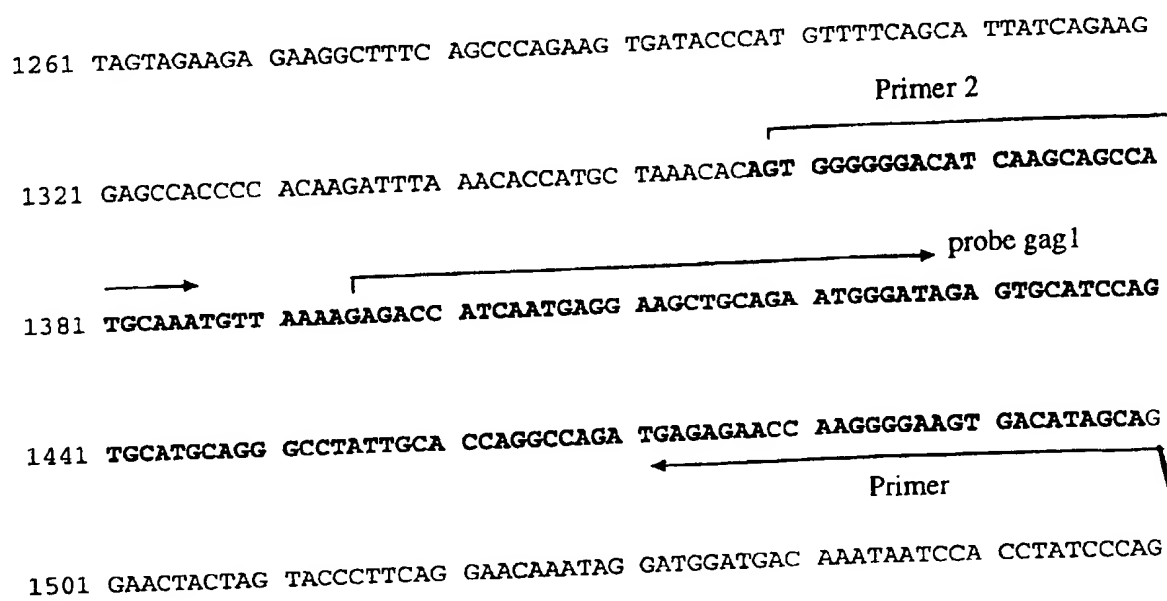 1261 TAGTAGAAGA GAAGGCTTTC AGCCCAGAAG TGATACCCAT GTTTTCAGCA TTATCAGAAG
Primer 2
1321 GAGCCACCCC ACAAGATTTA AACACCATGC TAAACACAGT GGGGGGACAT CAAGCAGCCA
probe gag1
1381 TGCAAATGTT AAAAGAGACC ATCAATGAGG AAGCTGCAGA ATGGGATAGA GTGCATCCAG
1441 TGCATGCAGG GCCTATTGCA CCAGGCCAGA TGAGAGAACC AAGGGGAAGT GACATAGCAG
Primer
1501 GAACTACTAG TACCCTTCAG GAACAAATAG GATGGATGAC AAATAATCCA CCTATCCCAG